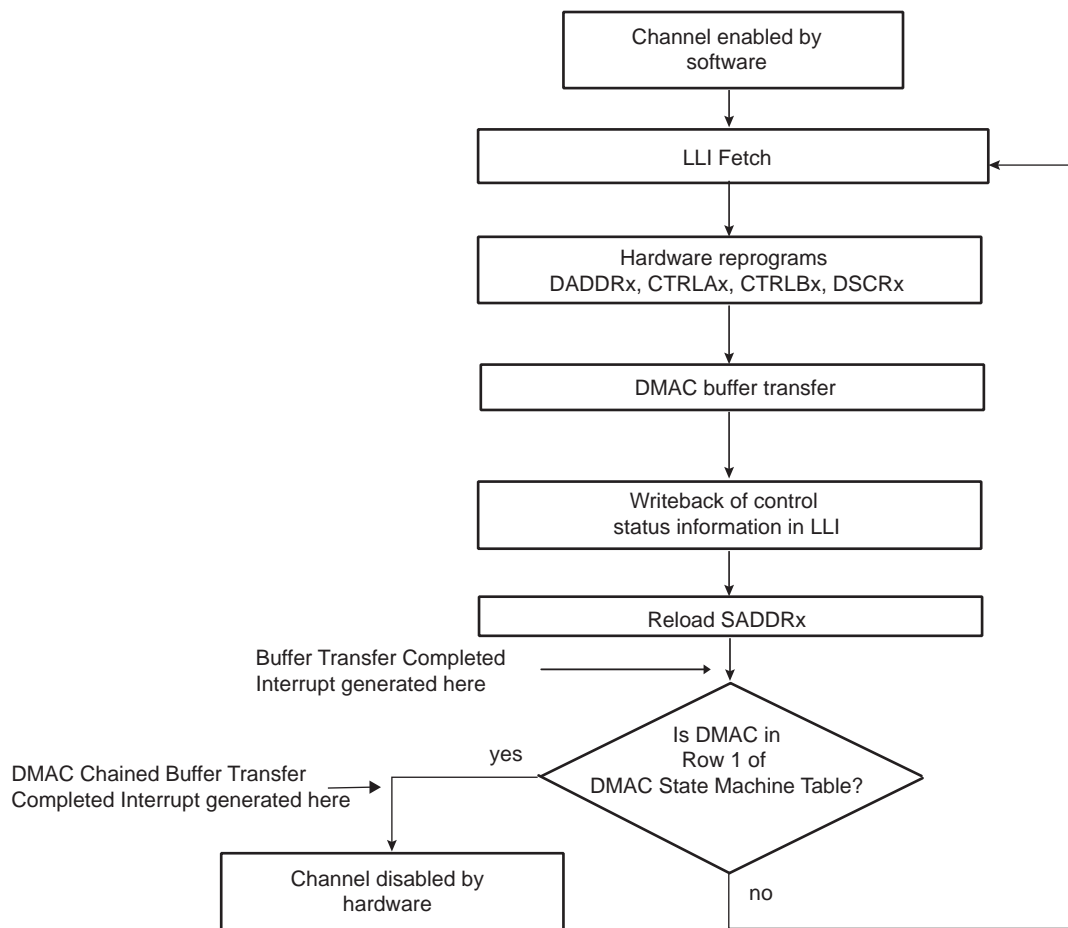 Channel enabled by
software
LLI Fetch
Hardware reprograms
DADDRx, CTRLAx, CTRLBx, DSCRx
DMAC buffer transfer
Writeback of control
status information in LLI
Reload SADDRx
Buffer Transfer Completed
Interrupt generated here
Is DMAC in
Row 1 of
DMAC State Machine Table?
yes
DMAC Chained Buffer Transfer
Completed Interrupt generated here
Channel disabled by
hardware
no